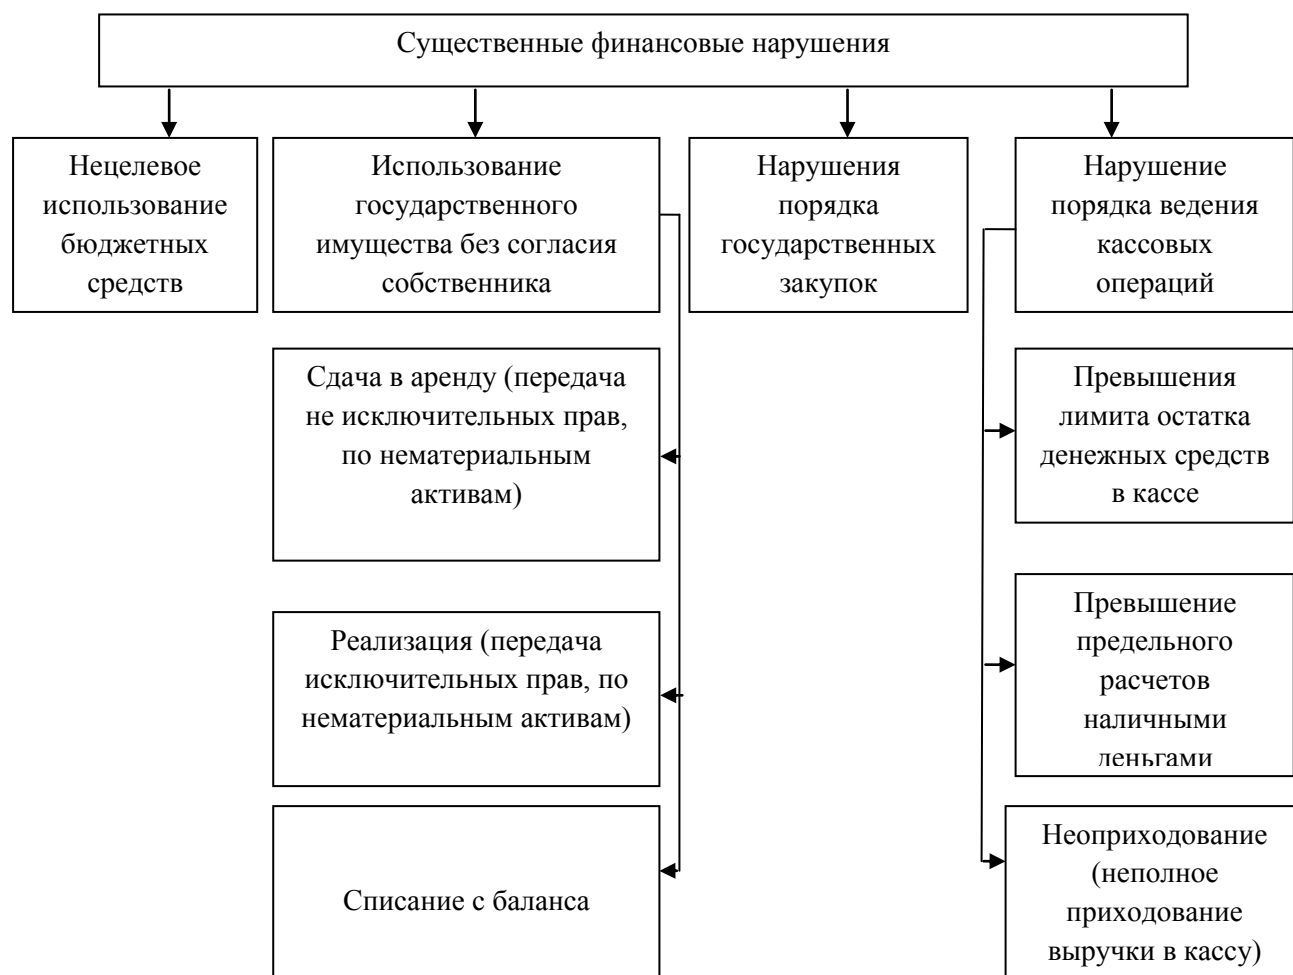 Существенные финансовые нарушения
Нецелевое
использование
бюджетных
средств
Использование
государственного
имущества без согласия
собственника
Нарушения
порядка
государственных
закупок
Нарушение
порядка ведения
кассовых
операций
Сдача в аренду (передача
не исключительных прав,
по нематериальным
активам)
Превышения
лимита остатка
денежных средств
в кассе
Реализация (передача
исключительных прав, по
нематериальным активам)
Превышение
предельного
расчетов
наличными
деньгами
Списание с баланса
Неоприходование
(неполное
приходование
выручки в кассу)